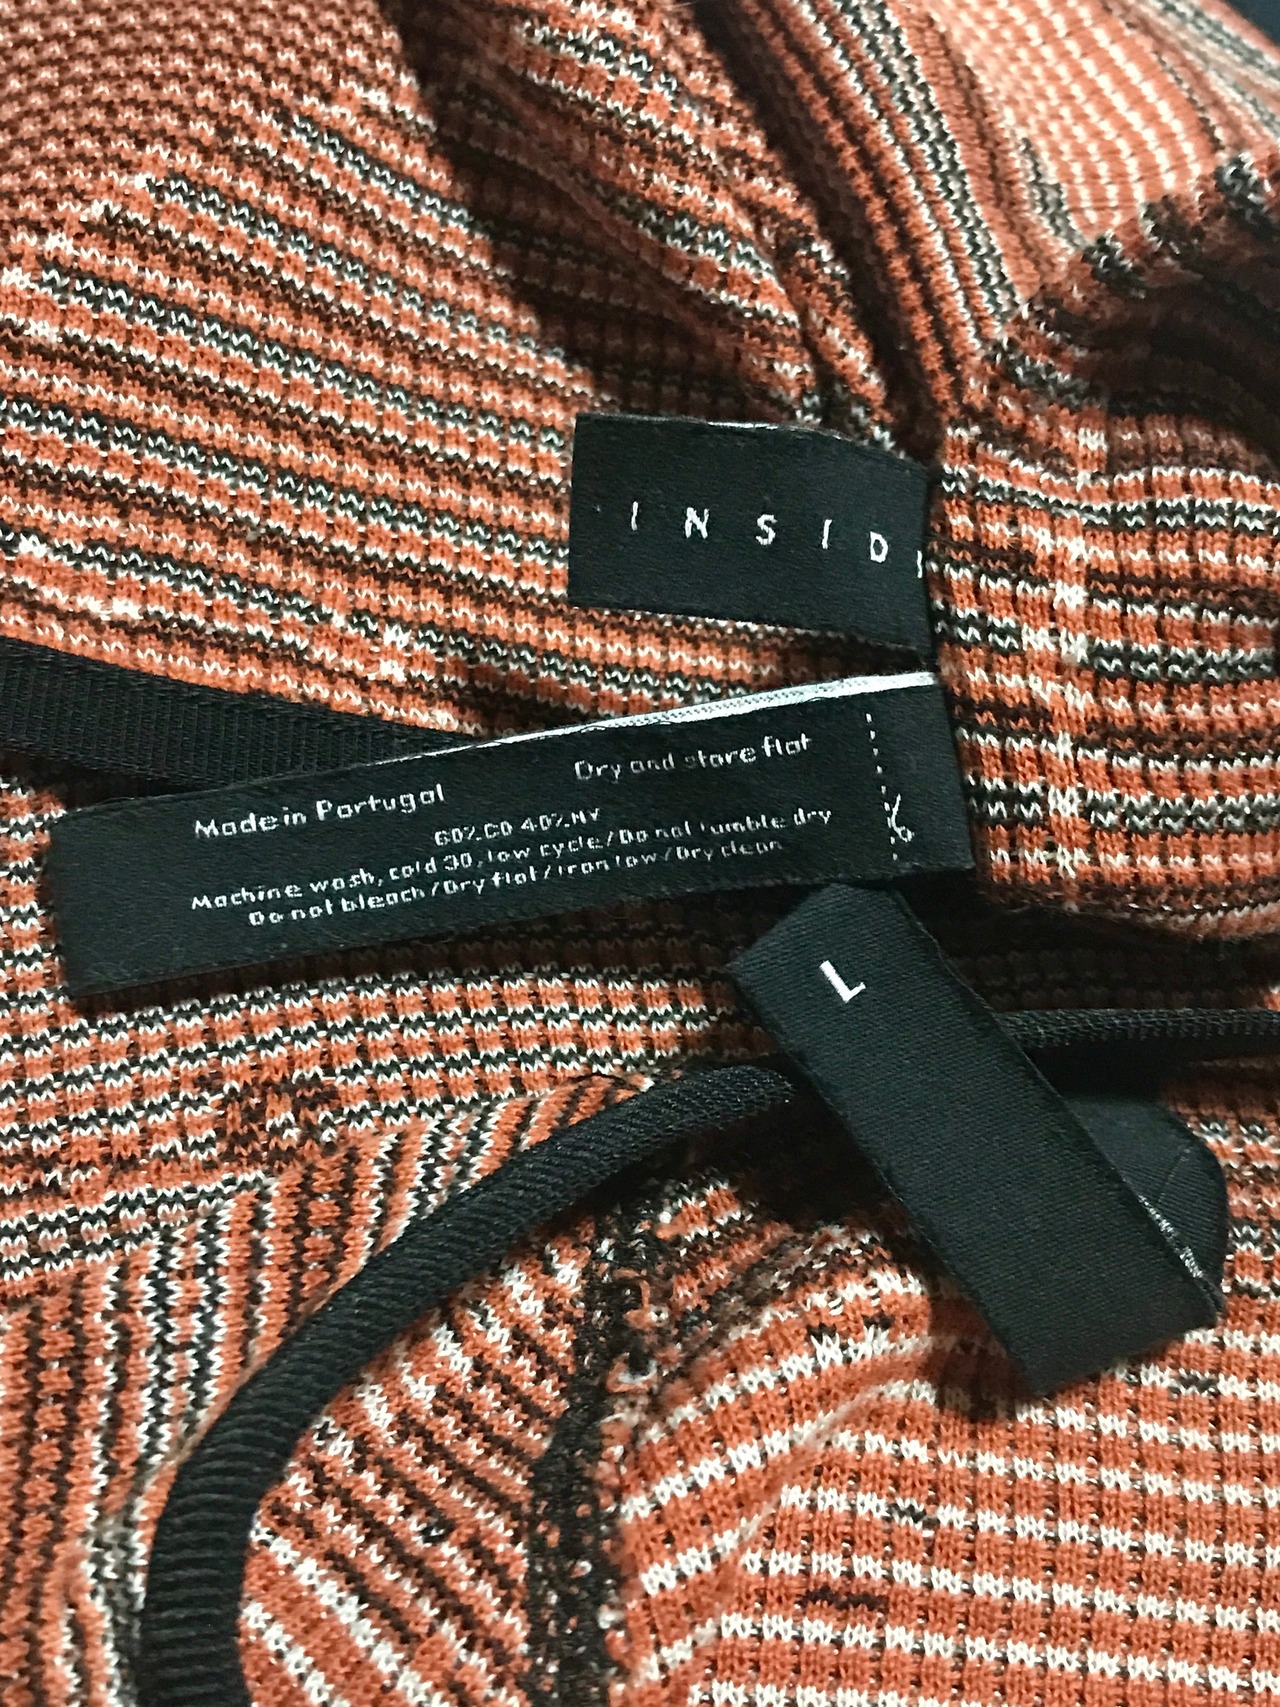 INSID
Made in Portugal
Dry and store flat
60% CO 40% NY
Machine wash, cold 30, low cycle/Do not tumble dry
Do not bleach/Dry flat/Iron low/Dry clean
L